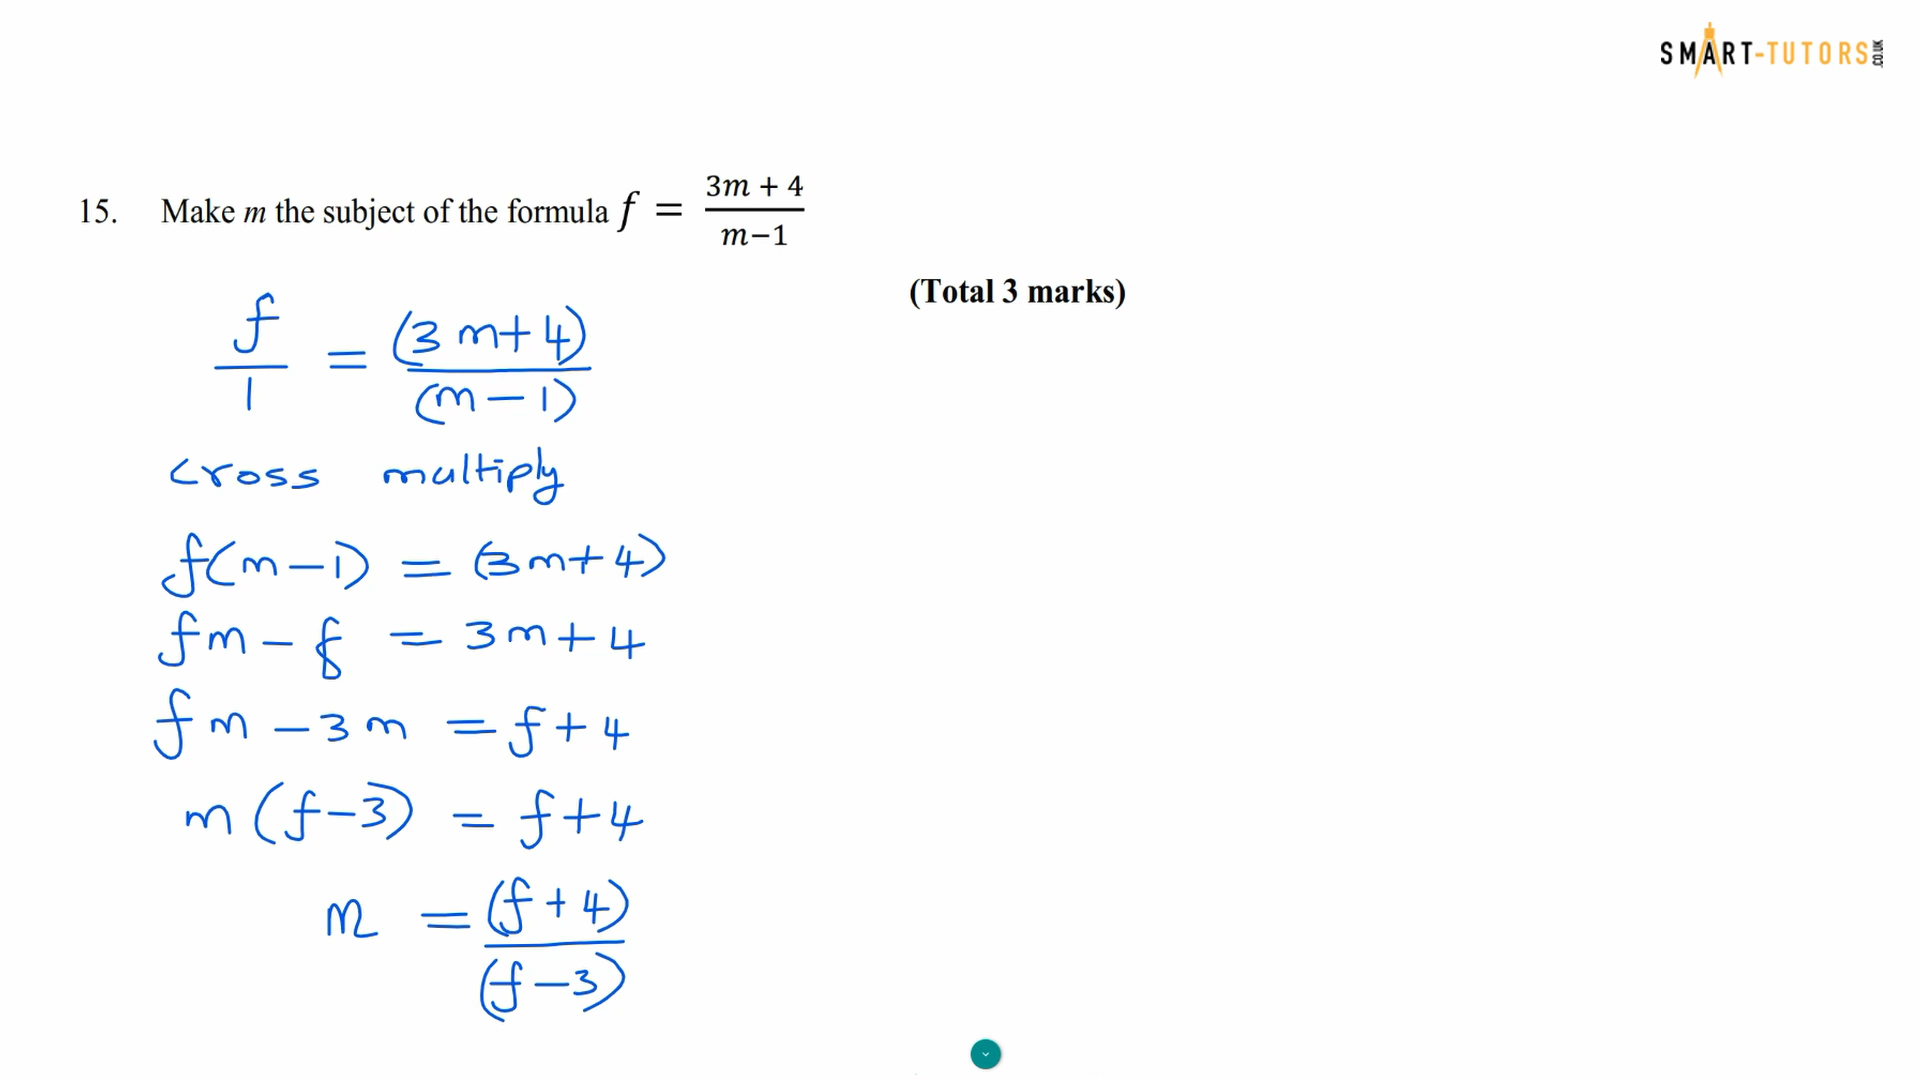 SMART-TUTORS.CO.UK
15. Make m the subject of the formula f = (3m + 4)/(m−1)
(Total 3 marks)
f/1 = (3m+4)/(m−1)
cross multiply
f(m−1) = (3m+4)
fm − f = 3m+4
fm − 3m = f+4
m(f−3) = f+4
m = (f+4)/(f−3)